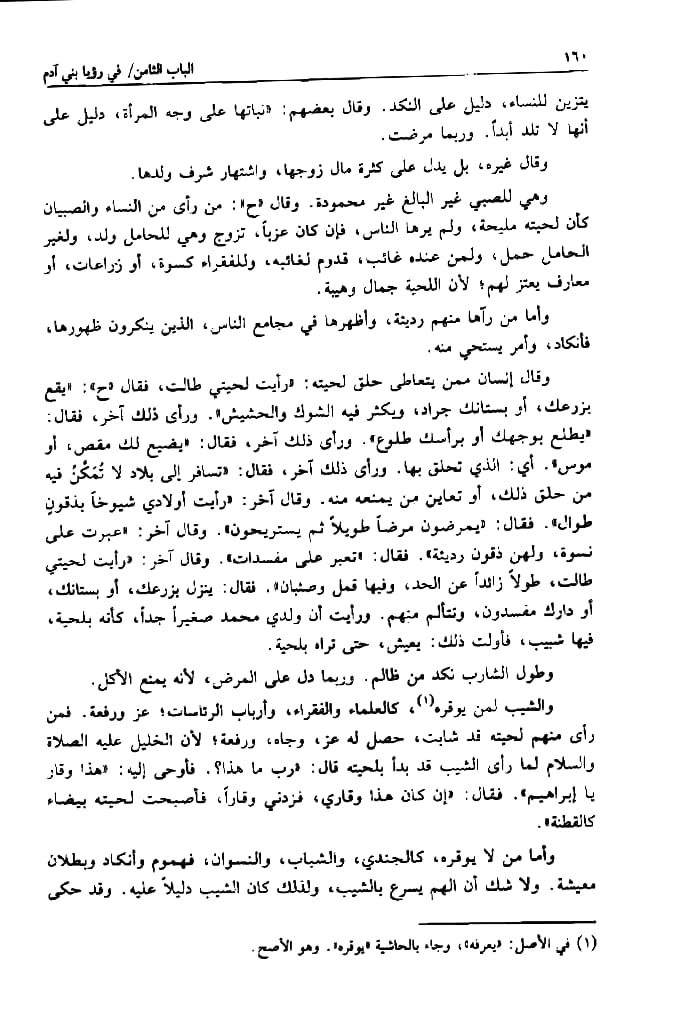 ١٦٠
الباب الثامن/ في رؤيا بني آدم
يتزين للنساء، دليل على النكد. وقال بعضهم: «نباتها على وجه المرأة، دليل على
أنها لا تلد أبداً. وربما مرضت.
وقال غيره، بل يدل على كثرة مال زوجها، واشتهار شرف ولدها.
وهي للصبي غير البالغ غير محمودة. وقال «ح»: من رأى من النساء والصبيان
كأن لحيته مليحة، ولم يرها الناس، فإن كان عزباً، تزوج وهي للحامل ولد، ولغير
الحامل حمل، ولمن عنده غائب، قدوم لغائبه، وللفقراء كسوة، أو زراعات، أو
معارف يعتز لهم؛ لأن اللحية جمال وهيبة.
وأما من رآها منهم رديئة، وأظهرها في مجامع الناس، الذين ينكرون ظهورها،
فأنكاد، وأمر يستحي منه.
وقال إنسان ممن يتعاطى حلق لحيته: «رأيت لحيتي طالت، فقال «ح»: «يقع
بزرعك، أو بستانك جراد، ويكثر فيه الشوك والحشيش». ورأى ذلك آخر، فقال:
«يطلع بوجهك أو برأسك طلوع». ورأى ذلك آخر، فقال: «يضيع لك مقص، أو
موس». أي: الذي تحلق بها. ورأى ذلك آخر، فقال: «تسافر إلى بلاد لا تُمَكَّنُ فيه
من حلق ذلك، أو تعاين من يمنعه منه. وقال آخر: «رأيت أولادي شيوخاً بذقونٍ
طوال». فقال: «يمرضون مرضاً طويلاً ثم يستريحون». وقال آخر: «عبرت على
نسوة، ولهن ذقون رديئة». فقال: «تعبر على مفسدات». وقال آخر: «رأيت لحيتي
طالت، طولاً زائداً عن الحد، وفيها قمل وصئبان». فقال: ينزل بزرعك، أو بستانك،
أو دارك مفسدون، ونتألم منهم. ورأيت أن ولدي محمد صغيراً جداً، كأنه بلحية،
فيها شبيب، فأولت ذلك: يعيش، حتى تراه بلحية.
وطول الشارب نكد من ظالم. وربما دل على المرض، لأنه يمنع الأكل.
والشيب لمن يوقره(١)، كالعلماء والفقراء، وأرباب الرئاسات؛ عز ورفعة. فمن
رأى منهم لحيته قد شابت، حصل له عز، وجاه، ورفعة؛ لأن الخليل عليه الصلاة
والسلام لما رأى الشيب قد بدأ بلحيته قال: «رب ما هذا؟. فأوحى إليه: «هذا وقار
يا إبراهيم». فقال: «إن كان هذا وقاري، فزدني وقاراً، فأصبحت لحيته بيضاء
كالقطنة».
وأما من لا يوقره، كالجندي، والشباب، والنسوان، فهموم وأنكاد وبطلان
معيشة. ولا شك أن الهم يسرع بالشيب، ولذلك كان الشيب دليلاً عليه. وقد حكى
(١) في الأصل: «يعرفه»، وجاء بالحاشية «يوقره». وهو الأصح.